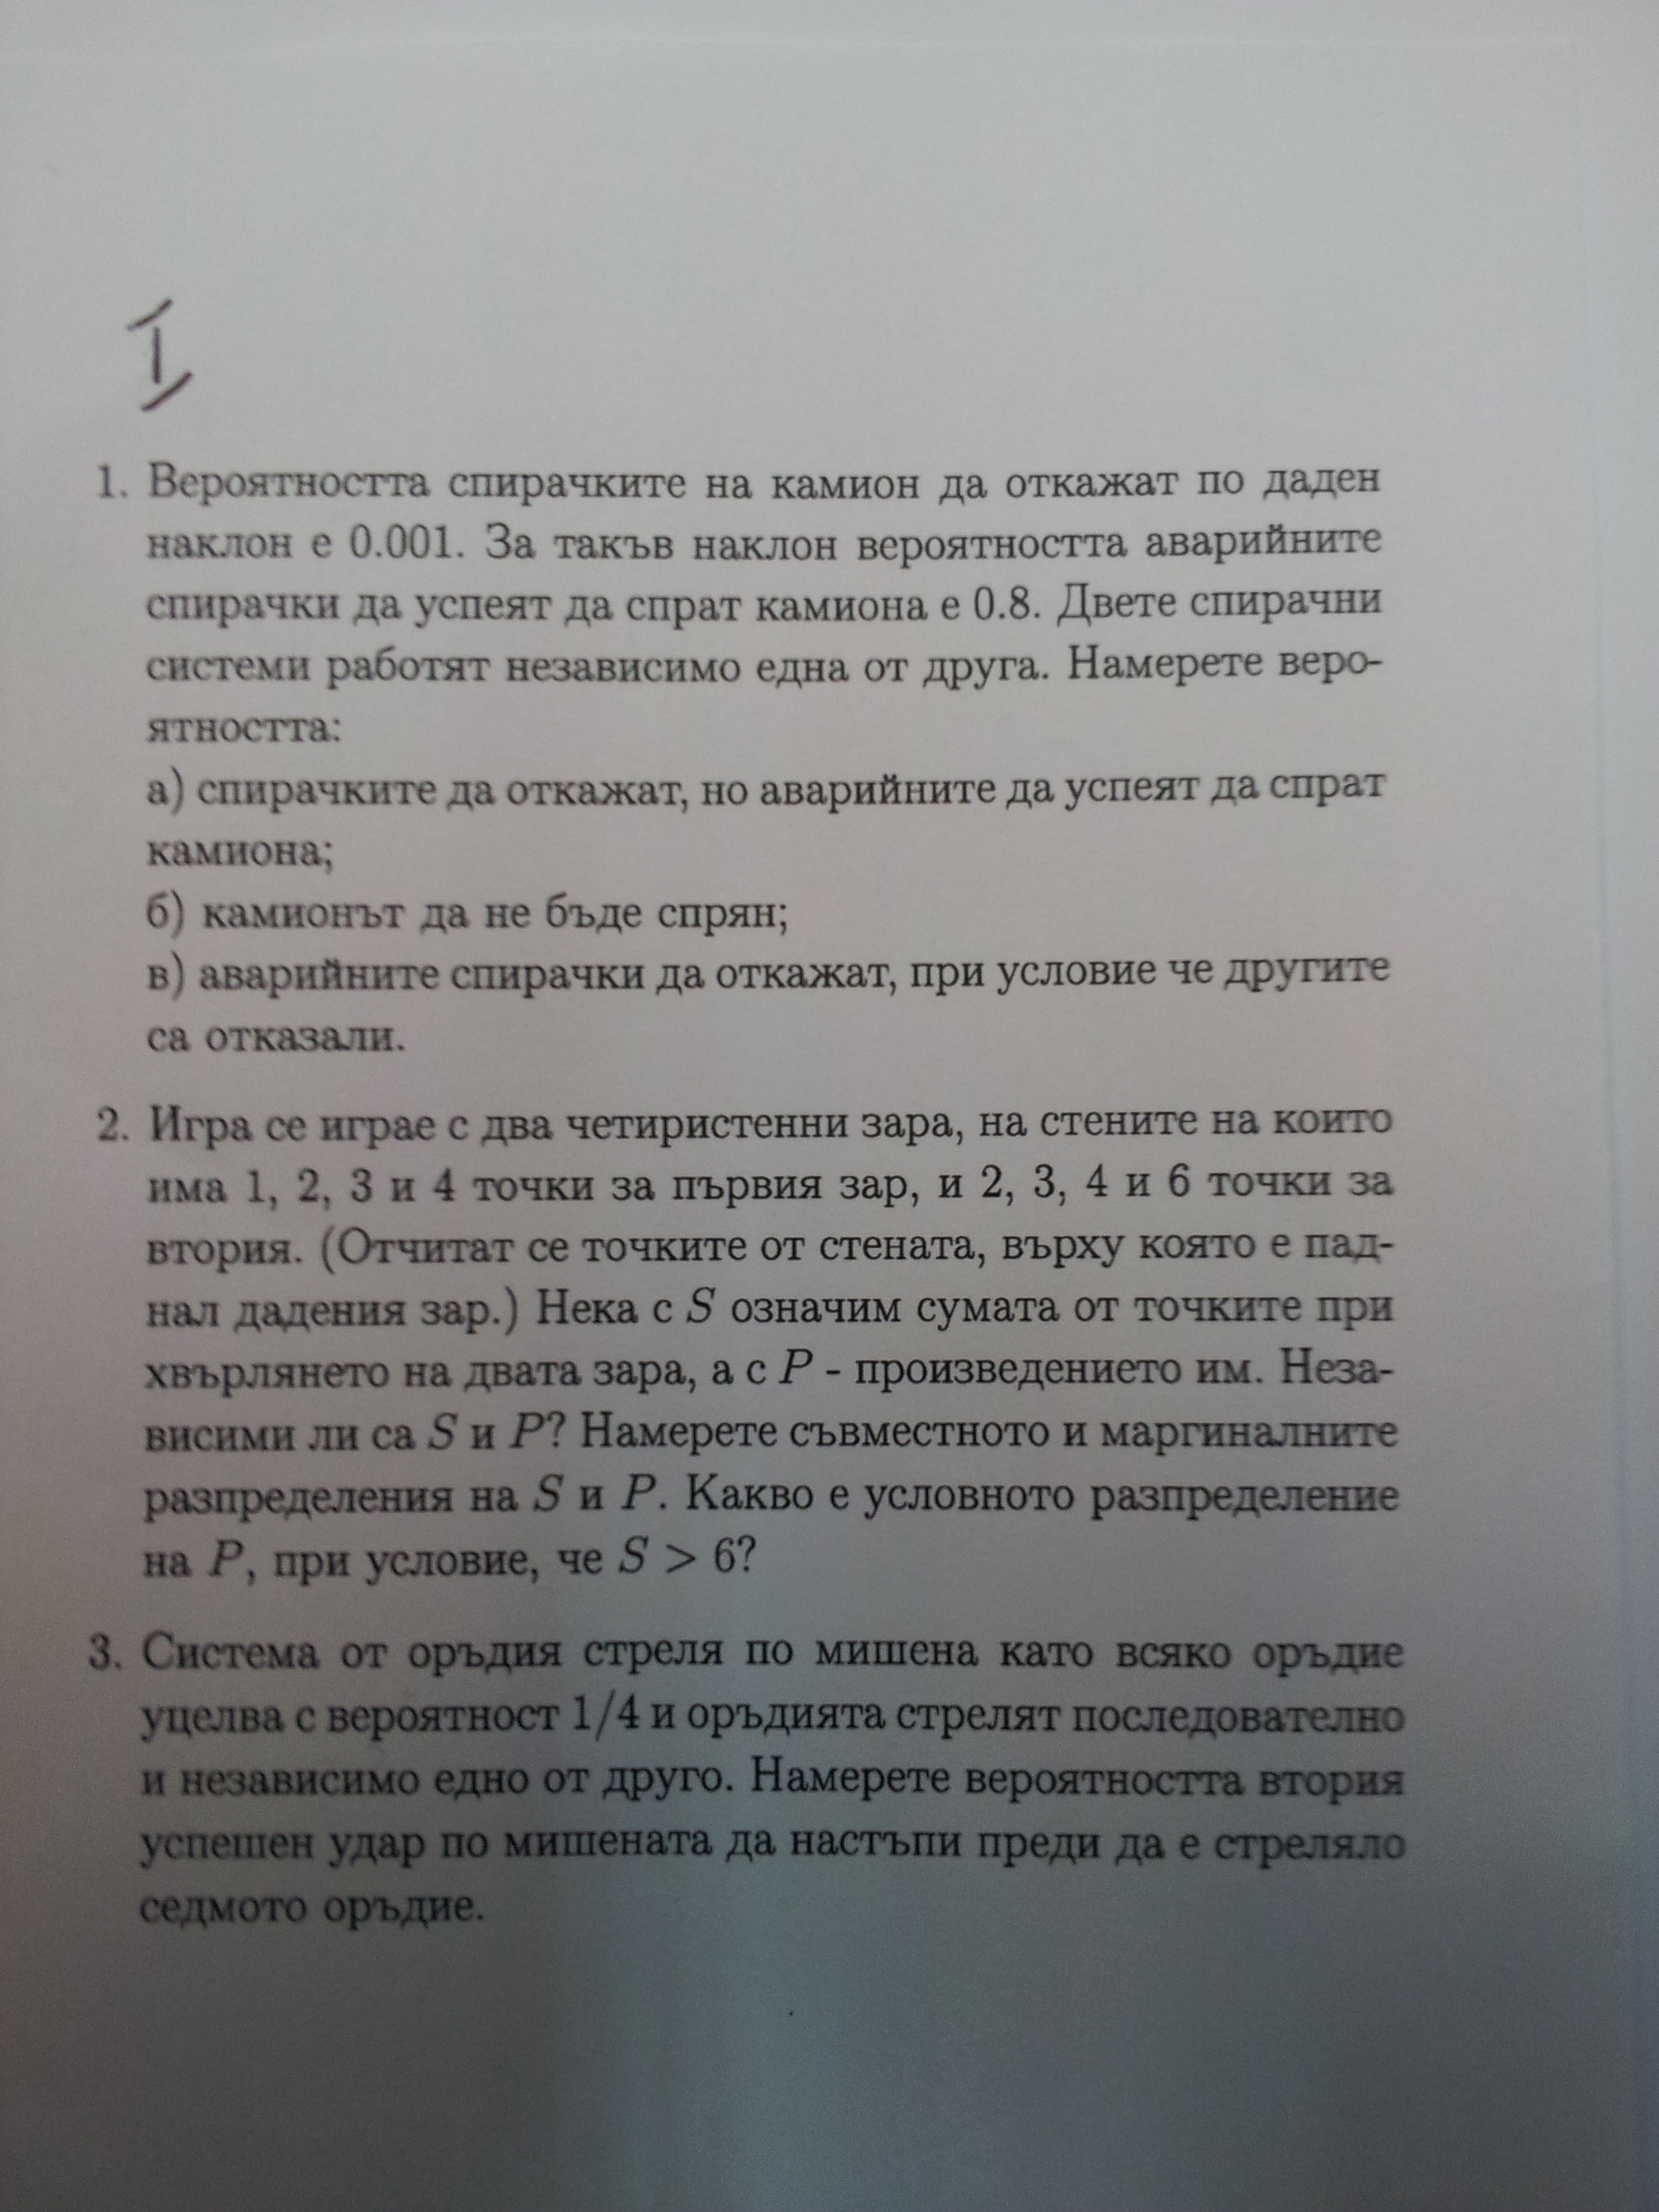 I
1. Вероятността спирачките на камион да откажат по даден
наклон е 0.001. За такъв наклон вероятността аварийните
спирачки да успеят да спрат камиона е 0.8. Двете спирачни
системи работят независимо една от друга. Намерете веро-
ятността:
а) спирачките да откажат, но аварийните да успеят да спрат
камиона;
б) камионът да не бъде спрян;
в) аварийните спирачки да откажат, при условие че другите
са отказали.
2. Игра се играе с два четиристенни зара, на стените на които
има 1, 2, 3 и 4 точки за първия зар, и 2, 3, 4 и 6 точки за
втория. (Отчитат се точките от стената, върху която е пад-
нал дадения зар.) Нека с S означим сумата от точките при
хвърлянето на двата зара, а с P - произведението им. Неза-
висими ли са S и P? Намерете съвместното и маргиналните
разпределения на S и P. Какво е условното разпределение
на P, при условие, че S > 6?
3. Система от оръдия стреля по мишена като всяко оръдие
уцелва с вероятност 1/4 и оръдията стрелят последователно
и независимо едно от друго. Намерете вероятността втория
успешен удар по мишената да настъпи преди да е стреляло
седмото оръдие.